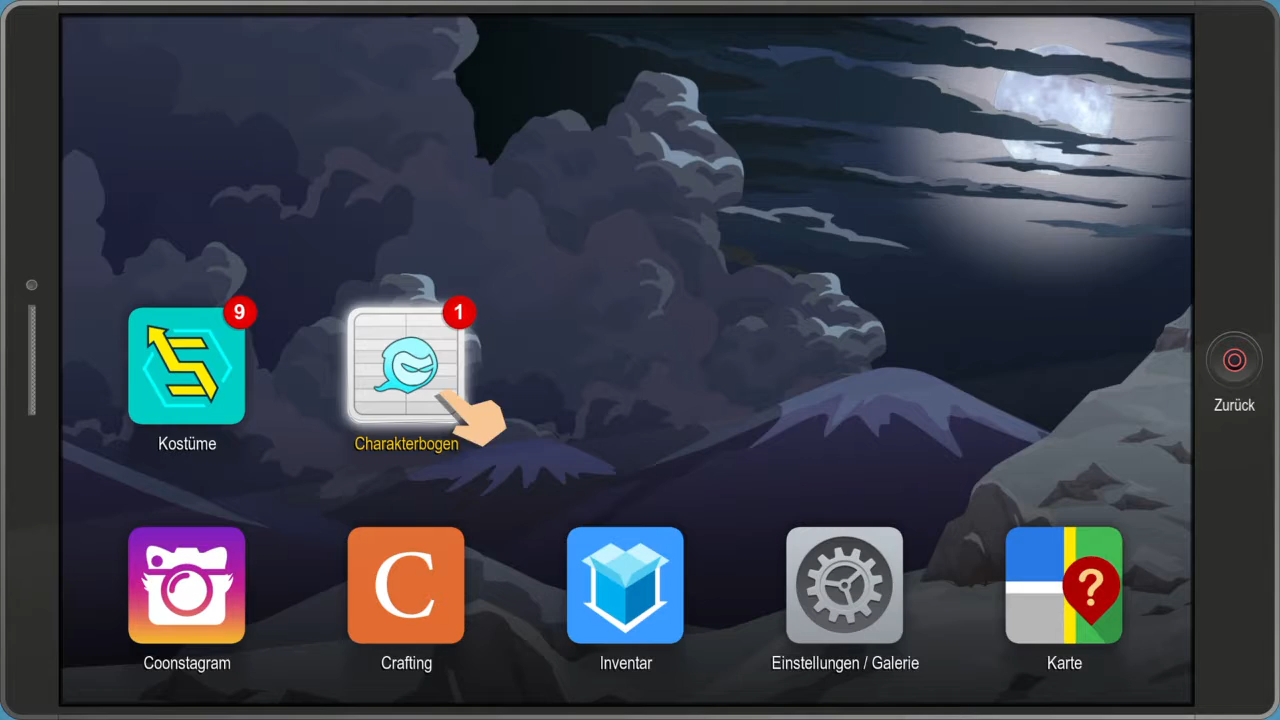 9
1
Kostüme
Charakterbogen
Zurück
C
?
Coonstagram
Crafting
Inventar
Einstellungen / Galerie
Karte